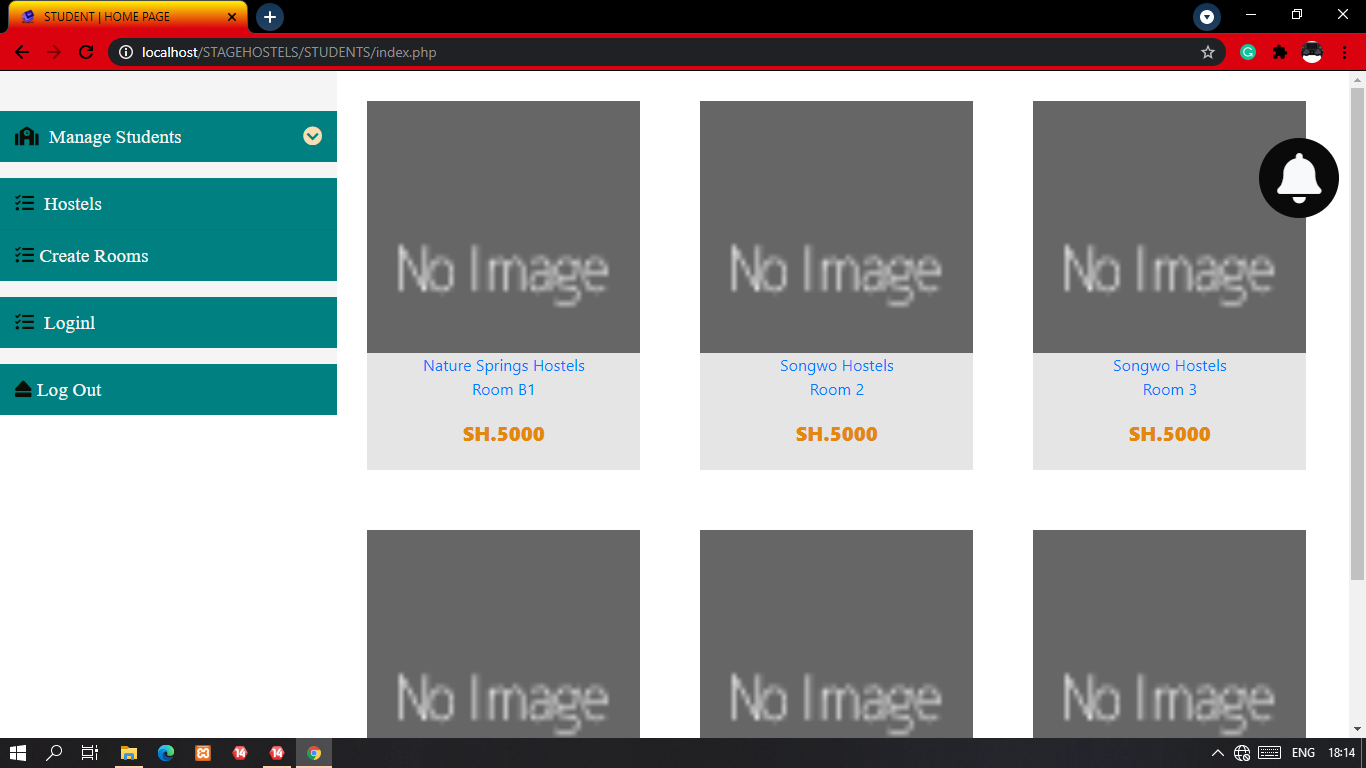 STUDENT | HOME PAGE
localhost/STAGEHOSTELS/STUDENTS/index.php
Manage Students
Hostels
Create Rooms
Loginl
Log Out
No Image
No Image
No Image
Nature Springs Hostels
Room B1
SH.5000
Songwo Hostels
Room 2
SH.5000
Songwo Hostels
Room 3
SH.5000
No Image
No Image
No Image
14
14
ENG
18:14